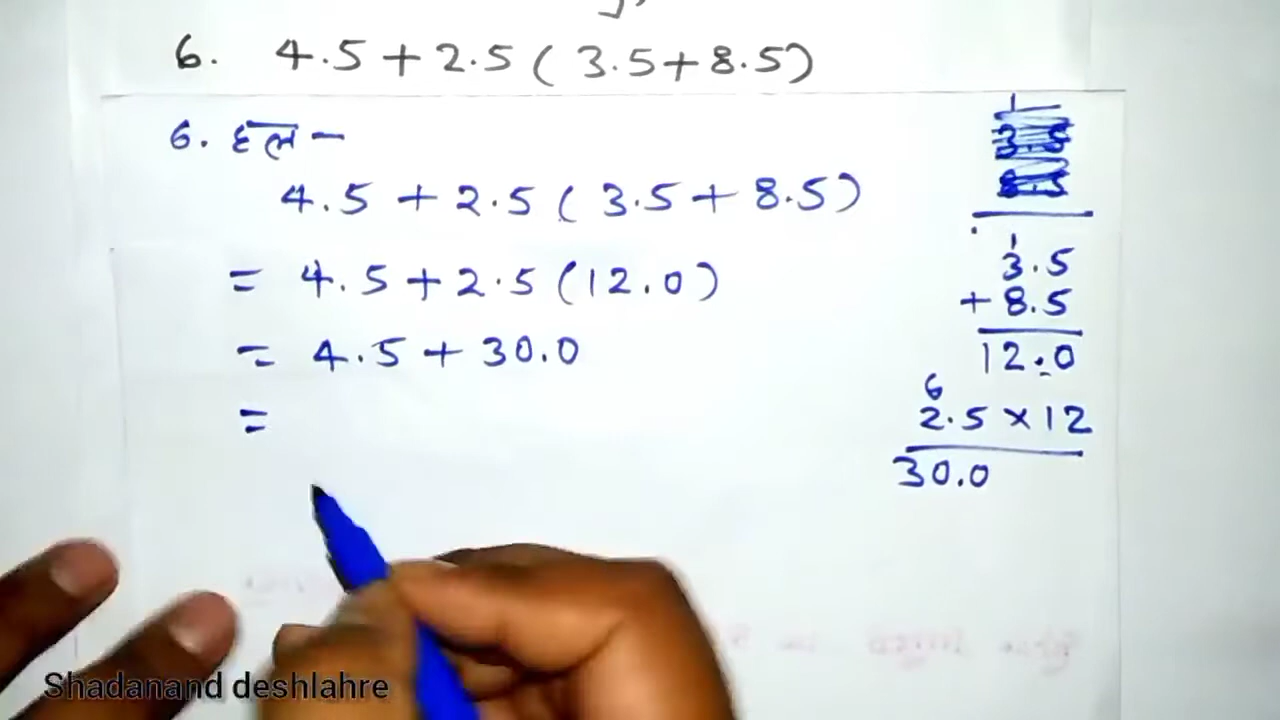 6. 4.5 + 2.5 ( 3.5 + 8.5 )
6. हल -
4.5 + 2.5 ( 3.5 + 8.5 )
= 4.5 + 2.5 ( 12.0 )
= 4.5 + 30.0
=
1
3.5
+ 8.5
12.0
6
2.5 × 12
30.0
Shadanand deshlahre